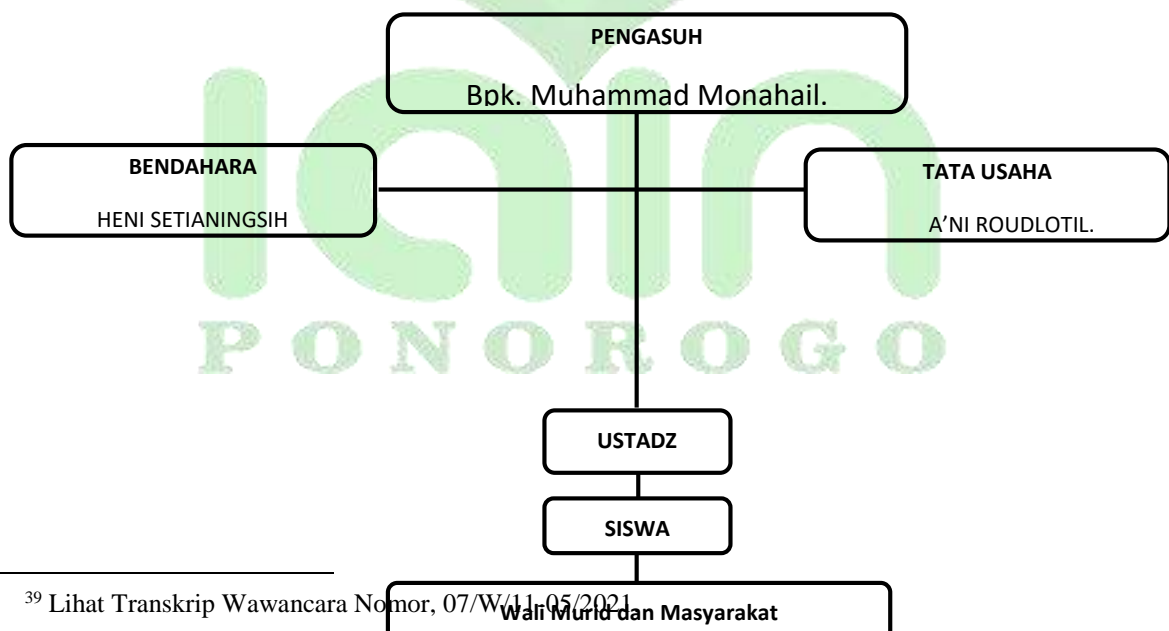 PENGASUH
Bpk. Muhammad Monahail.
BENDAHARA
HENI SETIANINGSIH
TATA USAHA
A’NI ROUDLOTIL.
iain
PONOROGO
USTADZ
SISWA
39 Lihat Transkrip Wawancara Nomor, 07/W/11-05/2021.
Wali Murid dan Masyarakat